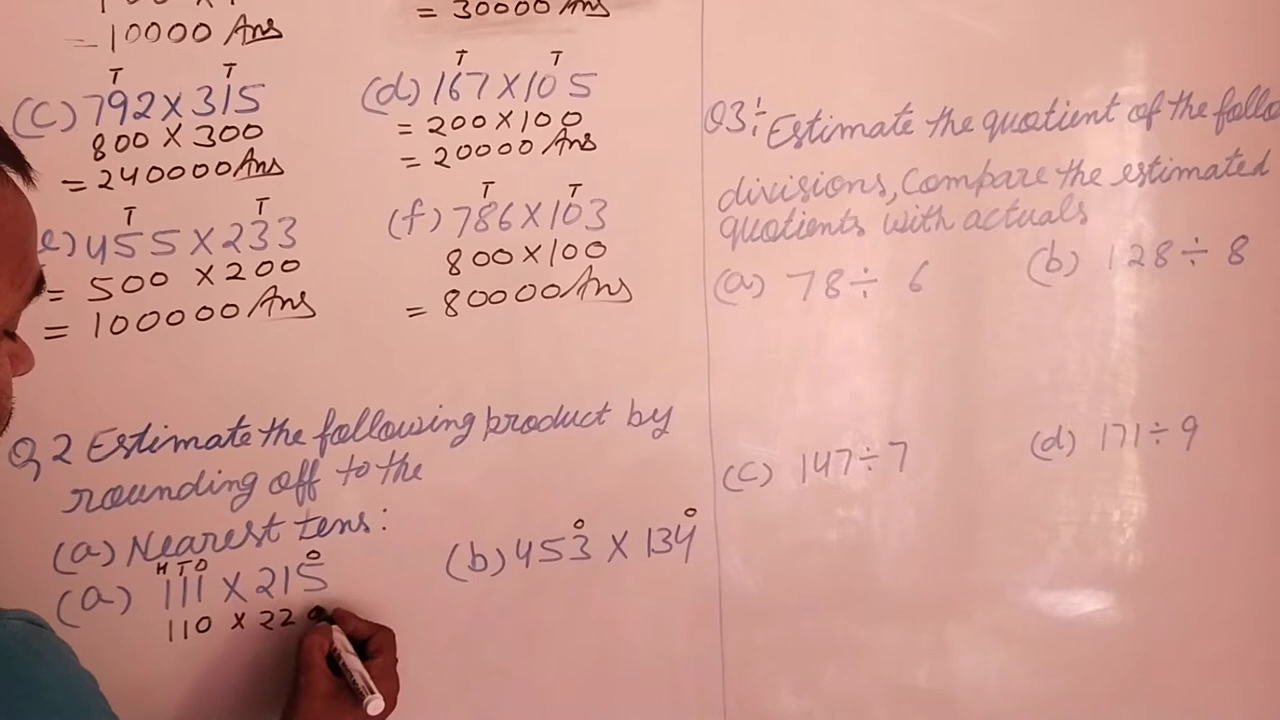 = 10000 Ans
= 30000 Ans
T T
(C) 792 X 315
800 X 300
= 240000 Ans
T T
(d) 167 X 105
= 200 X 100
= 20000 Ans
T T
e) 455 X 233
= 500 X 200
= 100000 Ans
T T
(f) 786 X 103
800 X 100
= 80000 Ans
Q 2 Estimate the following product by
rounding off to the
(a) Nearest tens:
H T O O
(a) 111 X 215
110 X 22
O O
(b) 453 X 134
Q3:- Estimate the quotient of the follo
divisions, Compare the estimated
quotients with actuals
(a) 78 ÷ 6
(b) 128 ÷ 8
(C) 147 ÷ 7
(d) 171 ÷ 9